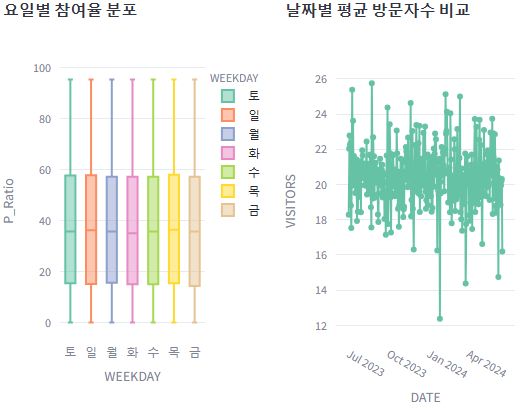 요일별 참여율 분포
100
80
60
40
20
0
P_Ratio
토 일 월 화 수 목 금
WEEKDAY
WEEKDAY
토
일
월
화
수
목
금
날짜별 평균 방문자수 비교
26
24
22
20
18
16
14
12
VISITORS
Jul 2023 Oct 2023 Jan 2024 Apr 2024
DATE